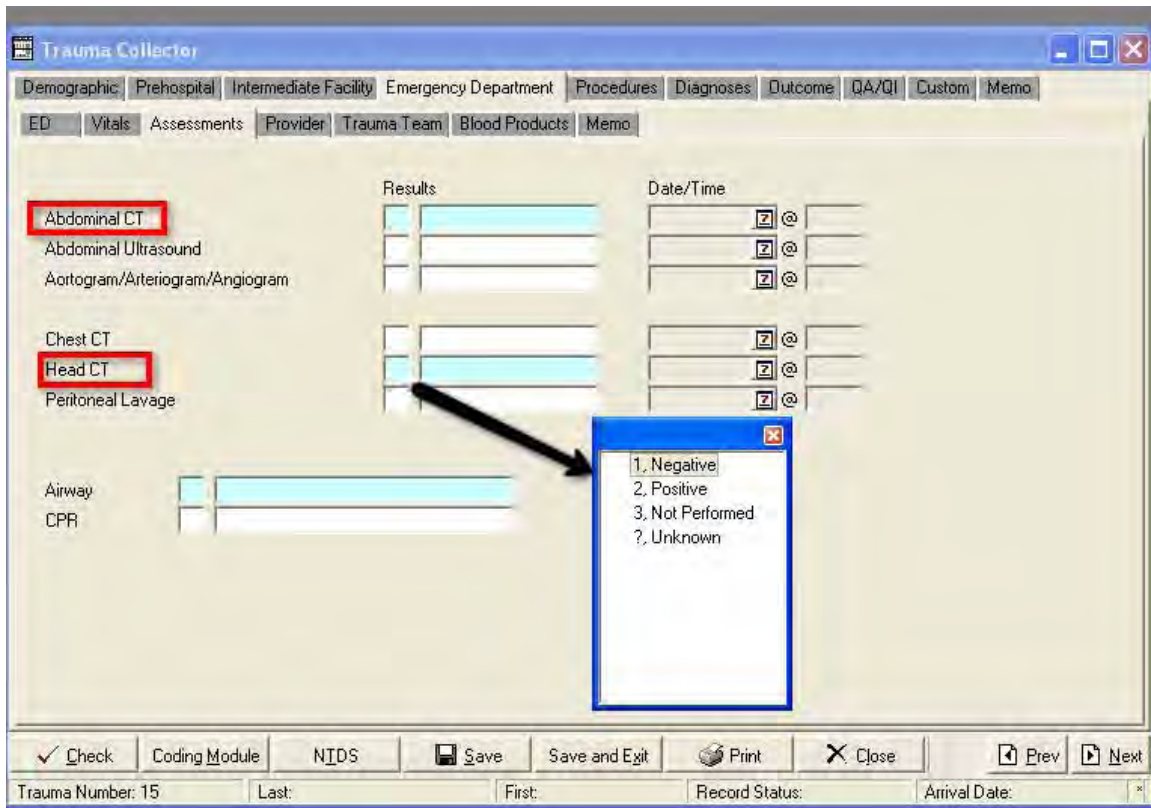 Trauma Collector
Demographic Prehospital Intermediate Facility Emergency Department Procedures Diagnoses Outcome QA/QI Custom Memo
ED Vitals Assessments Provider Trauma Team Blood Products Memo
Results Date/Time
Abdominal CT ? @
Abdominal Ultrasound ? @
Aortogram/Arteriogram/Angiogram ? @
Chest CT ? @
Head CT ? @
Peritoneal Lavage ? @
1, Negative
2, Positive
3, Not Performed
?, Unknown
Airway
CPR
Check Coding Module NTDS Save Save and Exit Print Close Prev Next
Trauma Number: 15 Last: First: Record Status: Arrival Date: